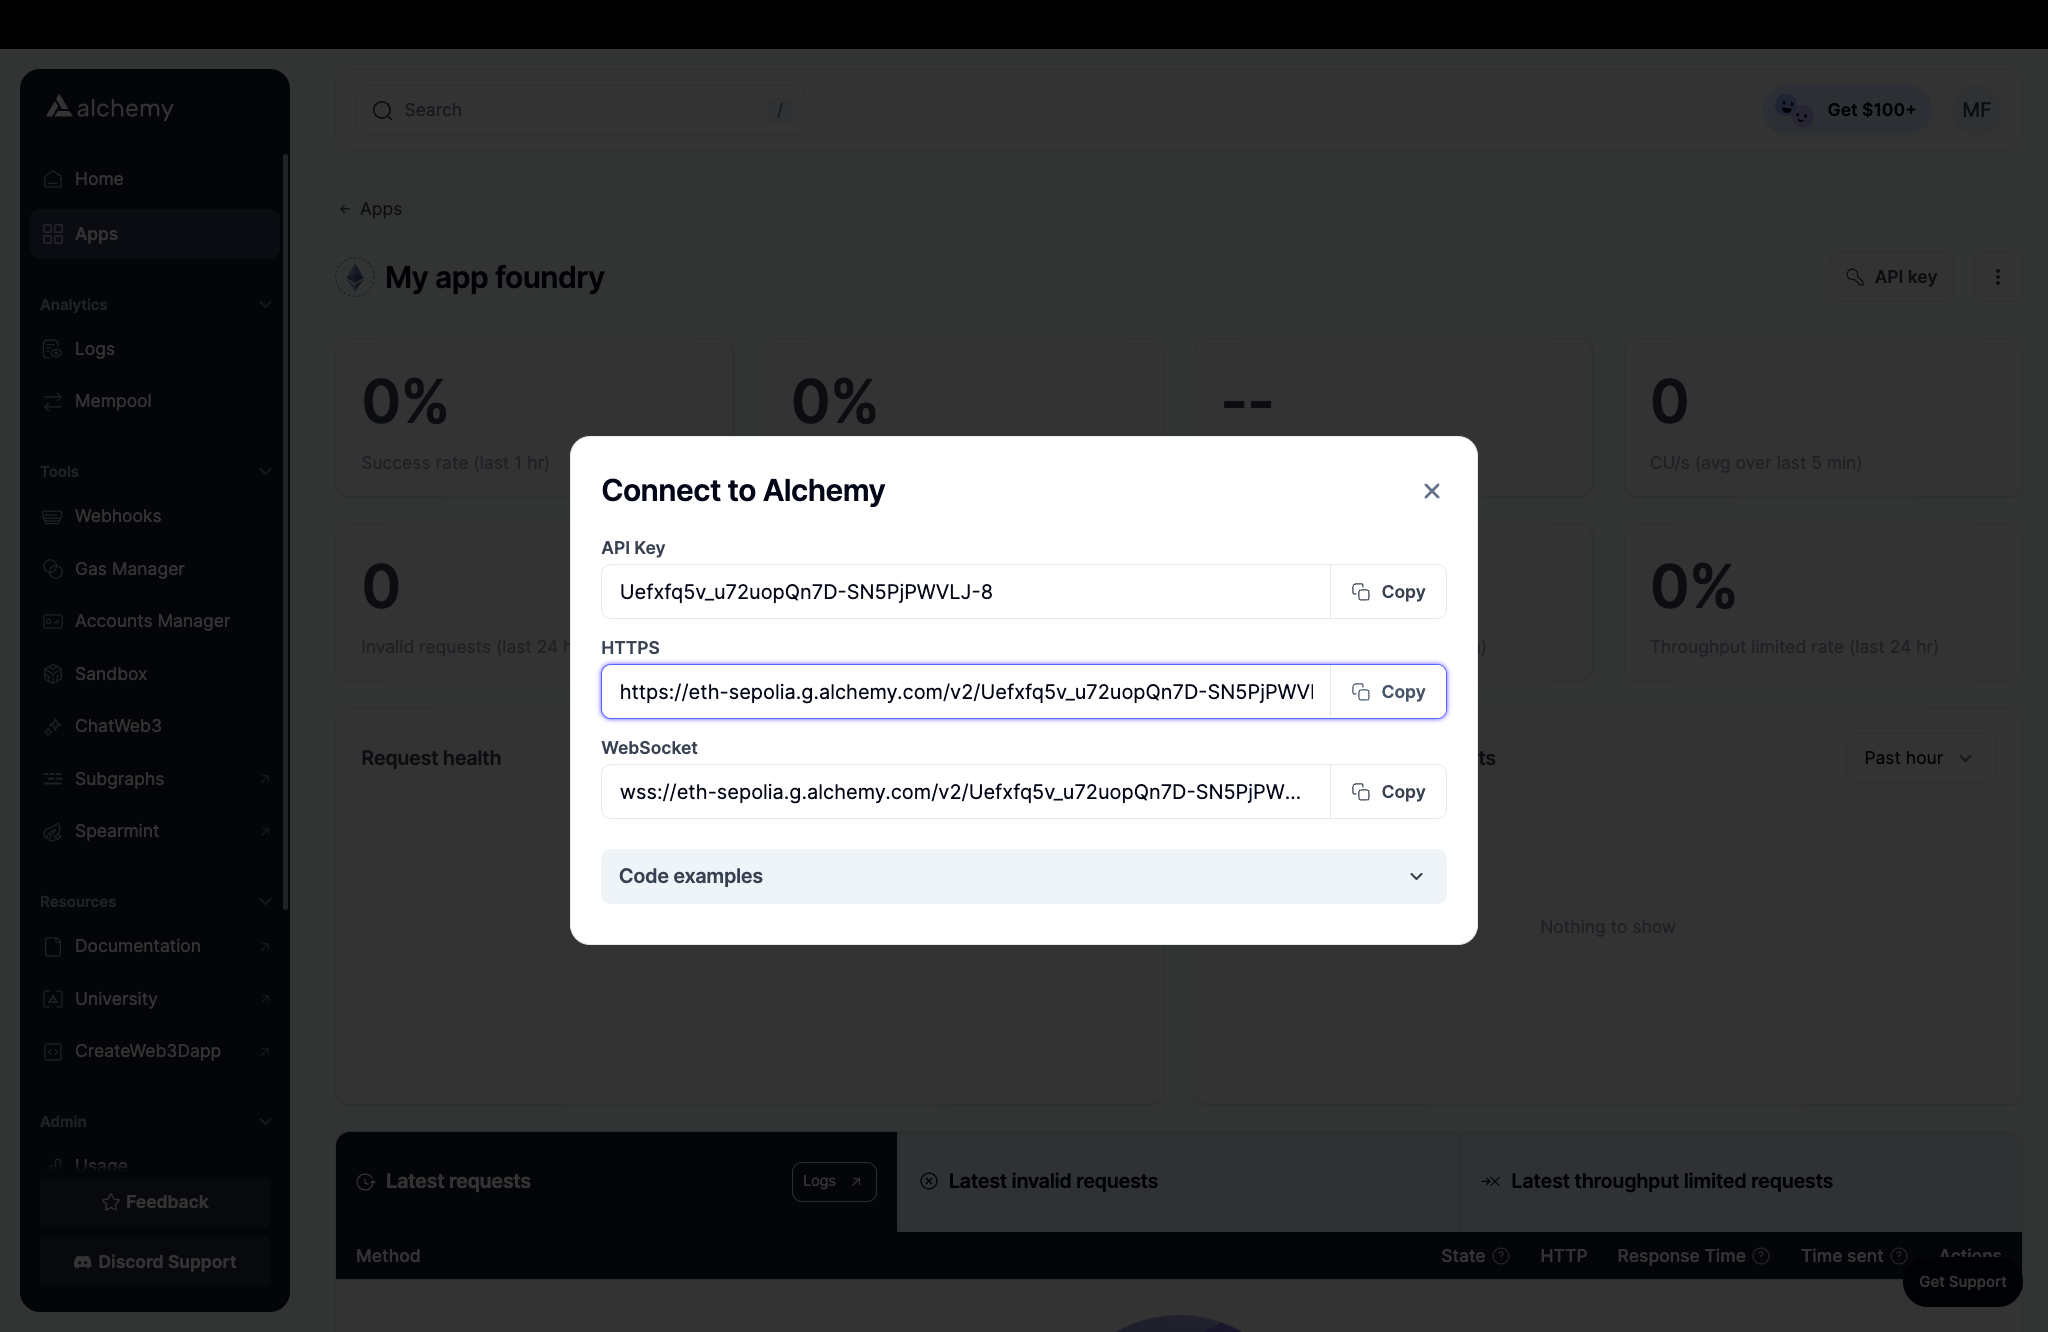 alchemy
Search
/
Get $100+
MF
Home
Apps
Analytics
Logs
Mempool
Tools
Webhooks
Gas Manager
Accounts Manager
Sandbox
ChatWeb3
Subgraphs
Spearmint
Resources
Documentation
University
CreateWeb3Dapp
Admin
Usage
Feedback
Discord Support
← Apps
My app foundry
API key
0%
Success rate (last 1 hr)
0%
--
0
CU/s (avg over last 5 min)
0
Invalid requests (last 24 h
)
0%
Throughput limited rate (last 24 hr)
Request health
ts
Past hour
Nothing to show
Connect to Alchemy
API Key
Uefxfq5v_u72uopQn7D-SN5PjPWVLJ-8
Copy
HTTPS
https://eth-sepolia.g.alchemy.com/v2/Uefxfq5v_u72uopQn7D-SN5PjPWV
Copy
WebSocket
wss://eth-sepolia.g.alchemy.com/v2/Uefxfq5v_u72uopQn7D-SN5PjPW...
Copy
Code examples
Latest requests
Logs
Latest invalid requests
Latest throughput limited requests
Method
State
HTTP
Response Time
Time sent
Actions
Get Support